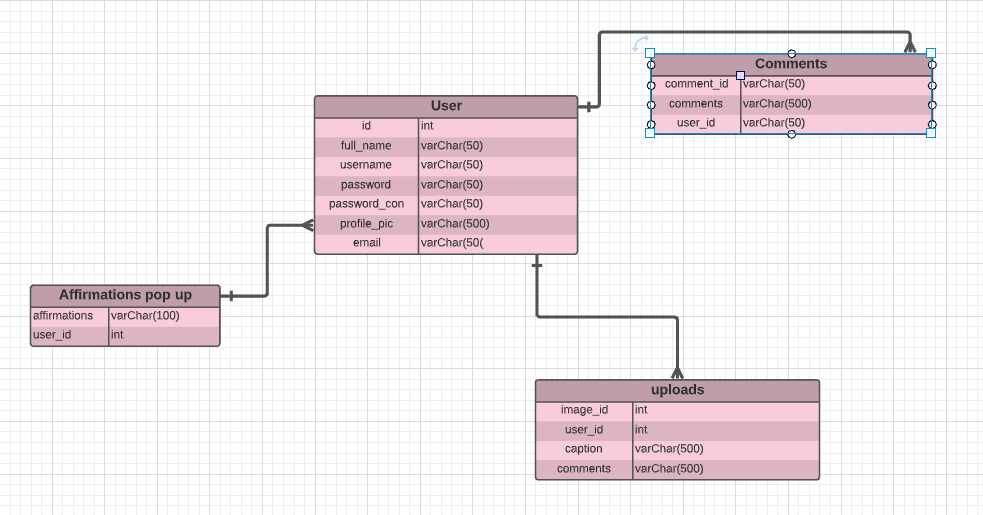 Comments
comment_id varChar(50)
comments varChar(500)
user_id varChar(50)
User
id int
full_name varChar(50)
username varChar(50)
password varChar(50)
password_con varChar(50)
profile_pic varChar(500)
email varChar(50(
Affirmations pop up
affirmations varChar(100)
user_id int
uploads
image_id int
user_id int
caption varChar(500)
comments varChar(500)